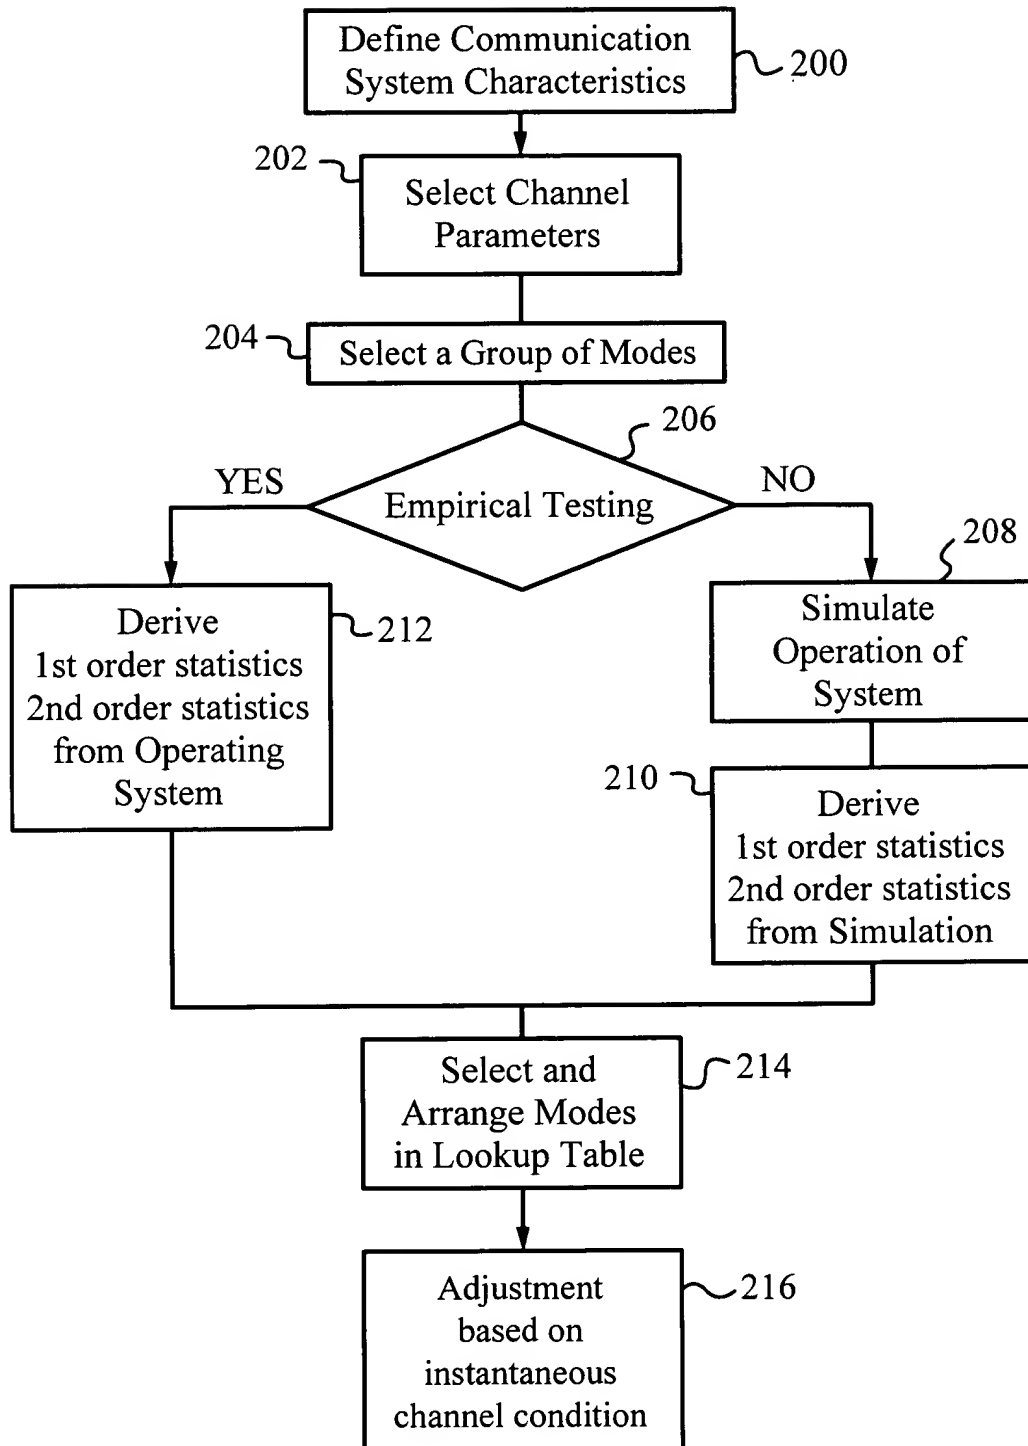 Define Communication
System Characteristics
200
202
Select Channel
Parameters
204
Select a Group of Modes
206
YES
Empirical Testing
NO
208
Simulate
Operation of
System
Derive
1st order statistics
2nd order statistics
from Operating
System
212
210
Derive
1st order statistics
2nd order statistics
from Simulation
Select and
Arrange Modes
in Lookup Table
214
Adjustment
based on
instantaneous
channel condition
216